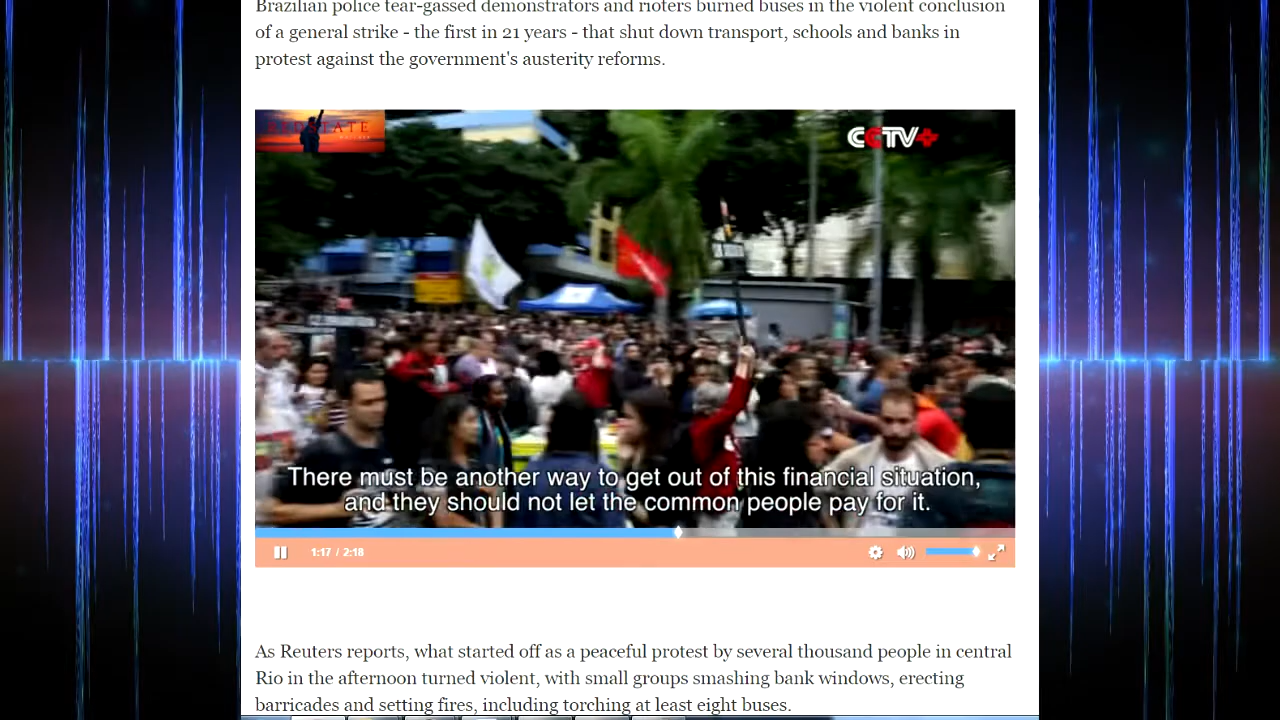 Brazilian police tear-gassed demonstrators and rioters burned buses in the violent conclusion
of a general strike - the first in 21 years - that shut down transport, schools and banks in
protest against the government's austerity reforms.
CCTV+
There must be another way to get out of this financial situation,
and they should not let the common people pay for it.
1:17 / 2:18
As Reuters reports, what started off as a peaceful protest by several thousand people in central
Rio in the afternoon turned violent, with small groups smashing bank windows, erecting
barricades and setting fires, including torching at least eight buses.